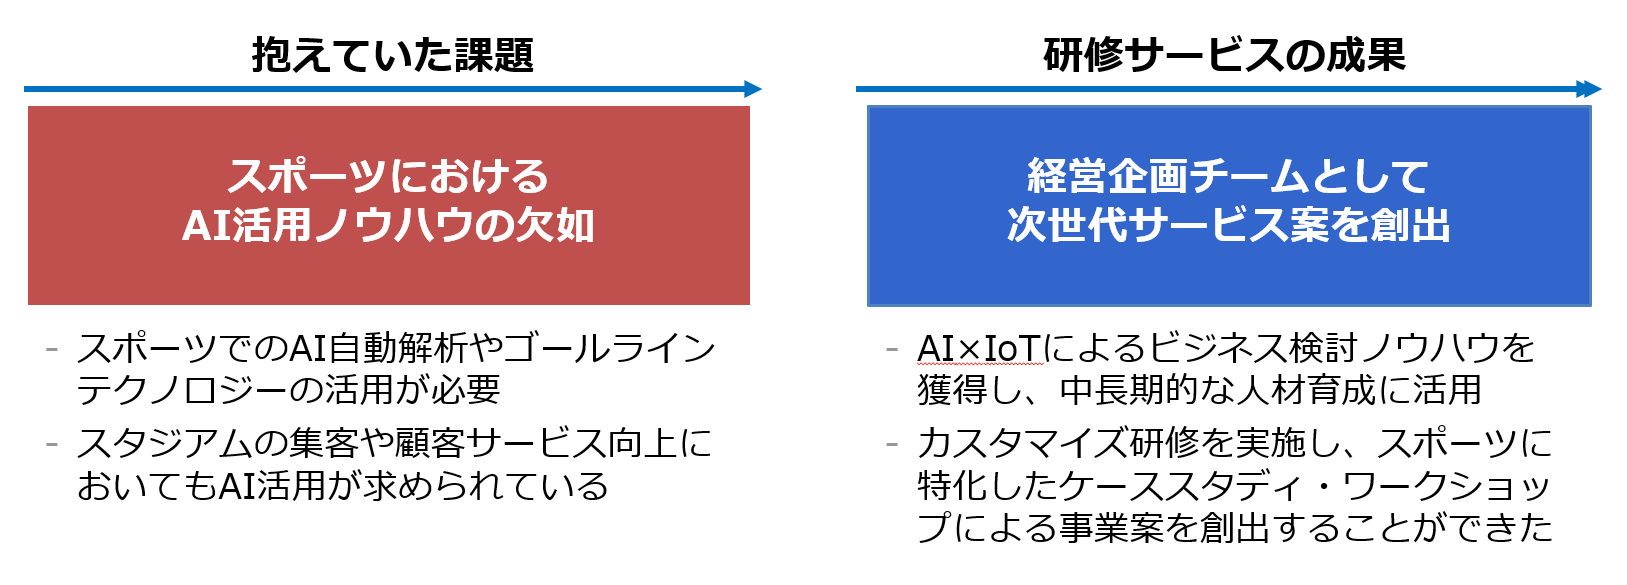 抱えていた課題
スポーツにおける
AI活用ノウハウの欠如
- スポーツでのAI自動解析やゴールライン
テクノロジーの活用が必要
- スタジアムの集客や顧客サービス向上に
おいてもAI活用が求められている
研修サービスの成果
経営企画チームとして
次世代サービス案を創出
- AI×IoTによるビジネス検討ノウハウを
獲得し、中長期的な人材育成に活用
- カスタマイズ研修を実施し、スポーツに
特化したケーススタディ・ワークショッ
プによる事業案を創出することができた